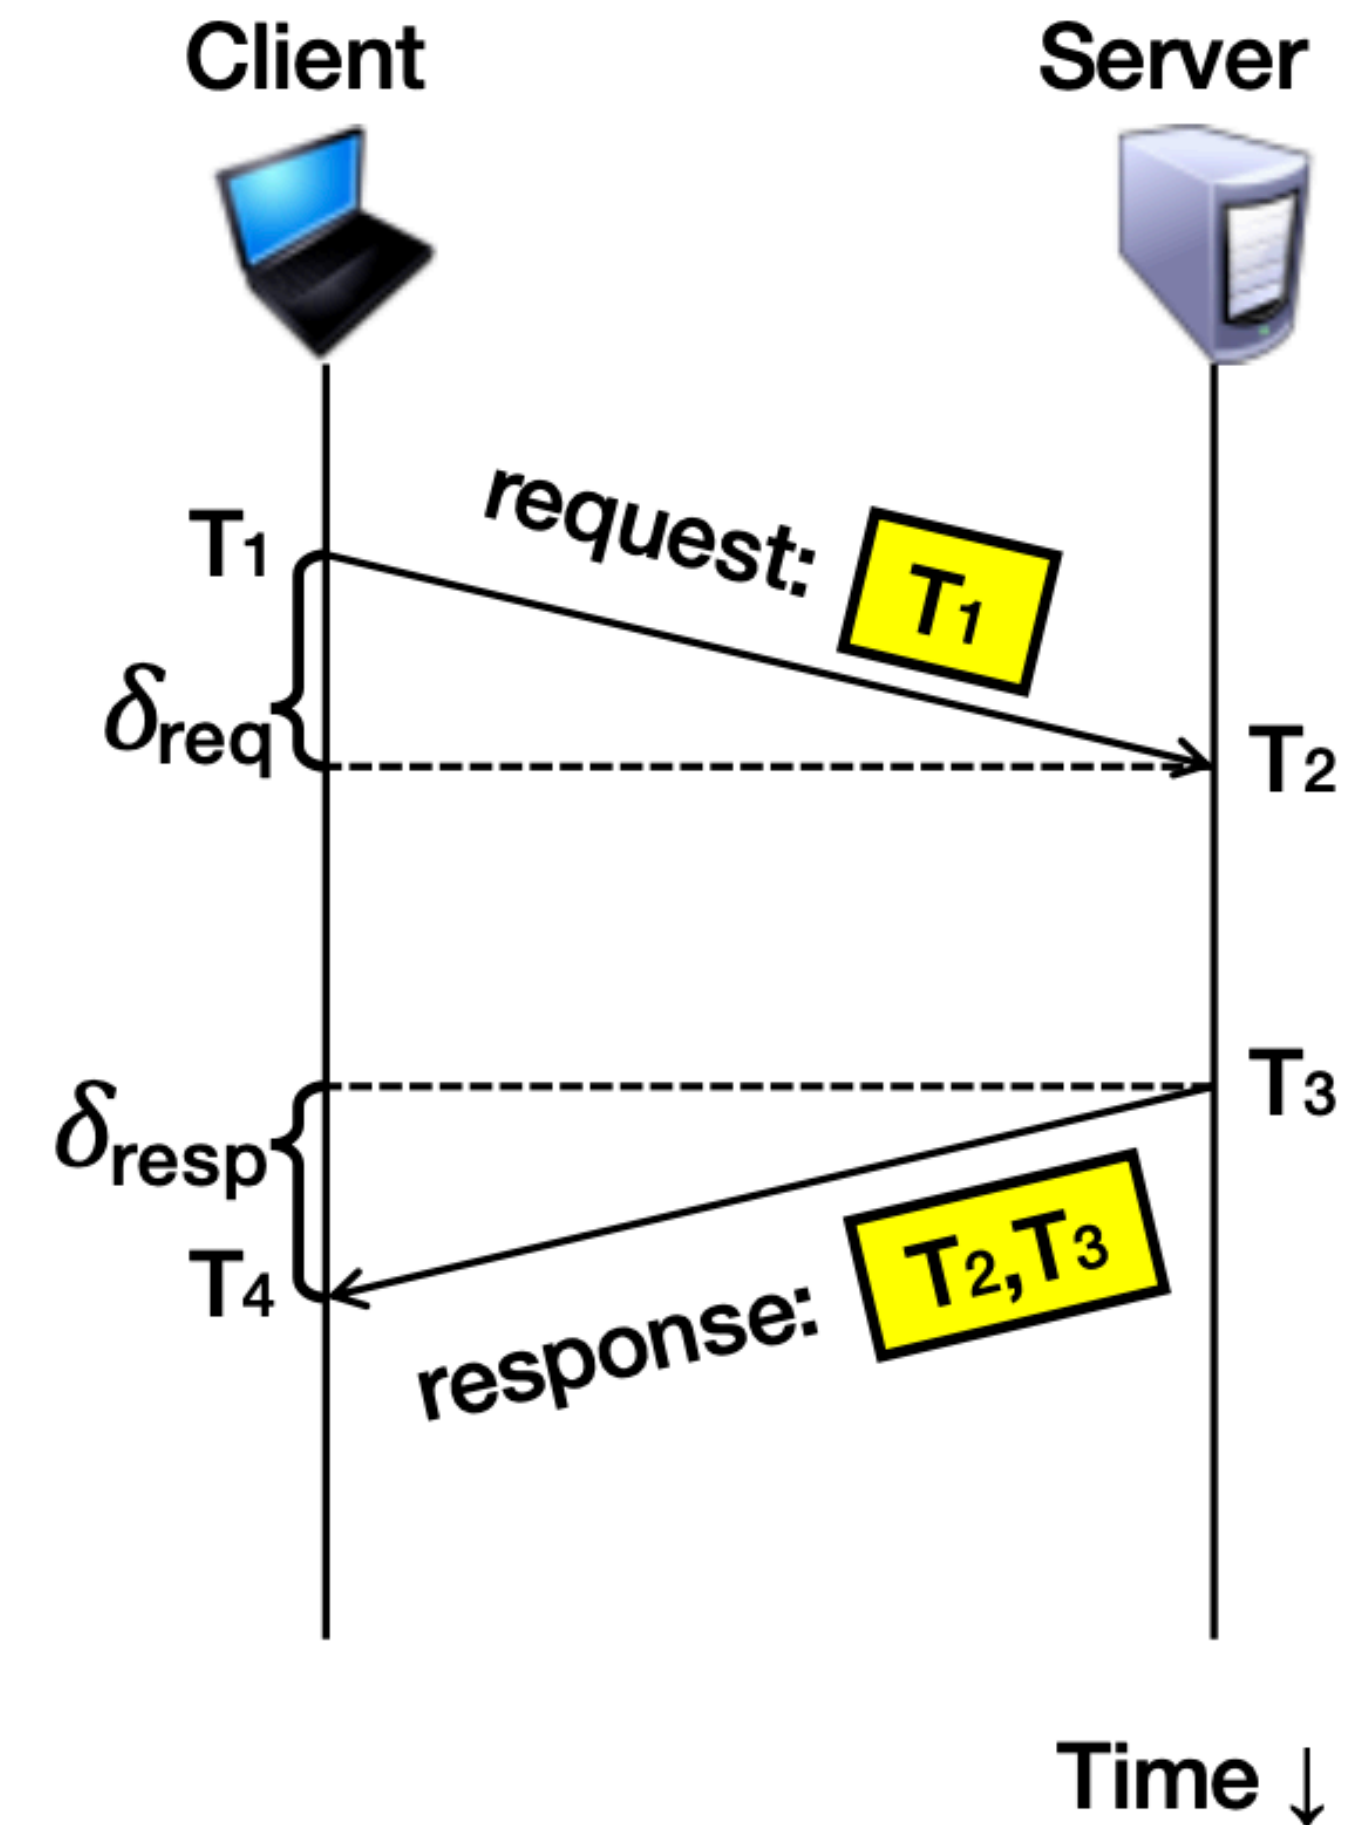 Client
Server
T1
request:
T1
δreq
T2
T3
δresp
T4
response:
T2,T3
Time ↓